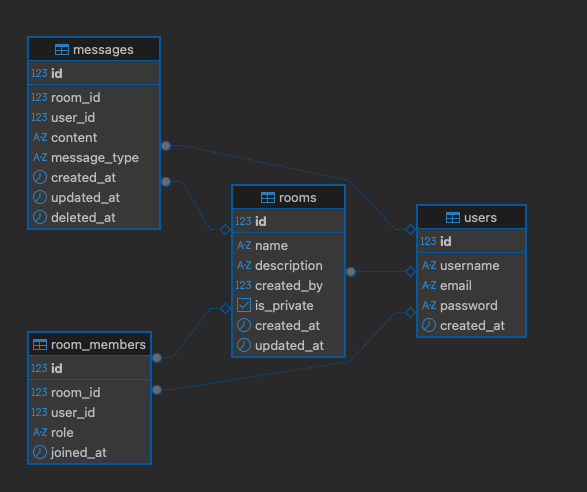 messages
123 id
123 room_id
123 user_id
A-Z content
A-Z message_type
created_at
updated_at
deleted_at
rooms
123 id
A-Z name
A-Z description
123 created_by
is_private
created_at
updated_at
users
123 id
A-Z username
A-Z email
A-Z password
created_at
room_members
123 id
123 room_id
123 user_id
A-Z role
joined_at